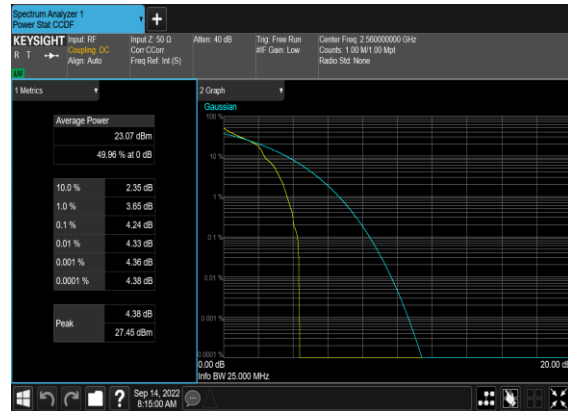 Spectrum Analyzer 1
Power Stat CCDF
+
KEYSIGHT
R T
LXI
Input: RF
Coupling: DC
Align: Auto
Input Z: 50 Ω
Corr CCorr
Freq Ref: Int (S)
Atten: 40 dB
Trig: Free Run
#IF Gain: Low
Center Freq: 2.560000000 GHz
Counts: 1.00 M/1.00 Mpt
Radio Std: None
1 Metrics
Average Power
23.07 dBm
49.96 % at 0 dB
10.0 % 2.35 dB
1.0 % 3.65 dB
0.1 % 4.24 dB
0.01 % 4.33 dB
0.001 % 4.36 dB
0.0001 % 4.38 dB
Peak
4.38 dB
27.45 dBm
2 Graph
Gaussian
100 %
10 %
1 %
0.1 %
0.01 %
0.001 %
0.0001 %
0.00 dB
20.00 dB
Info BW 25.000 MHz
?
Sep 14, 2022
8:15:00 AM